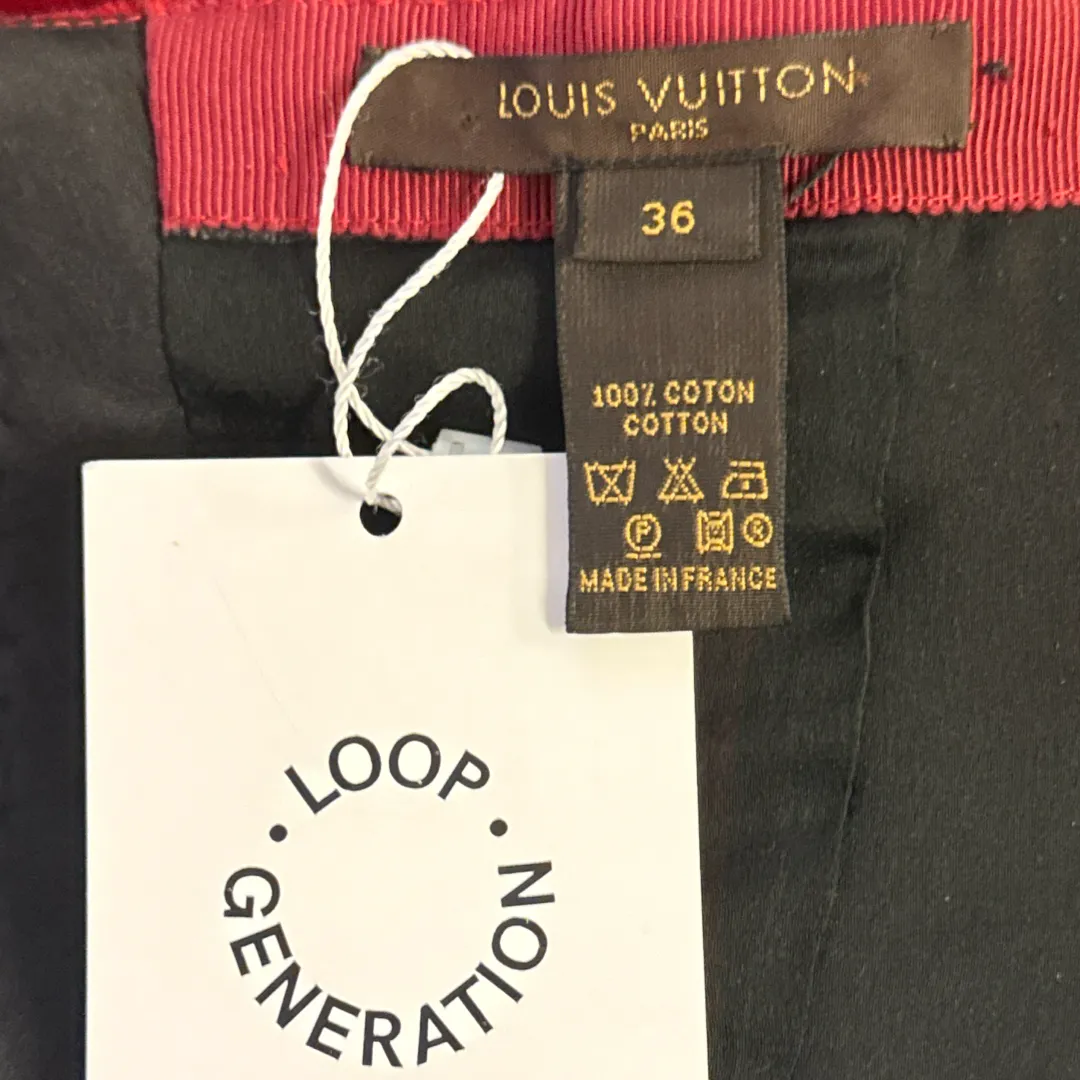 LOUIS VUITTON
PARIS
36
100% COTON
COTTON
P
R
MADE IN FRANCE
LOOP
GENERATION